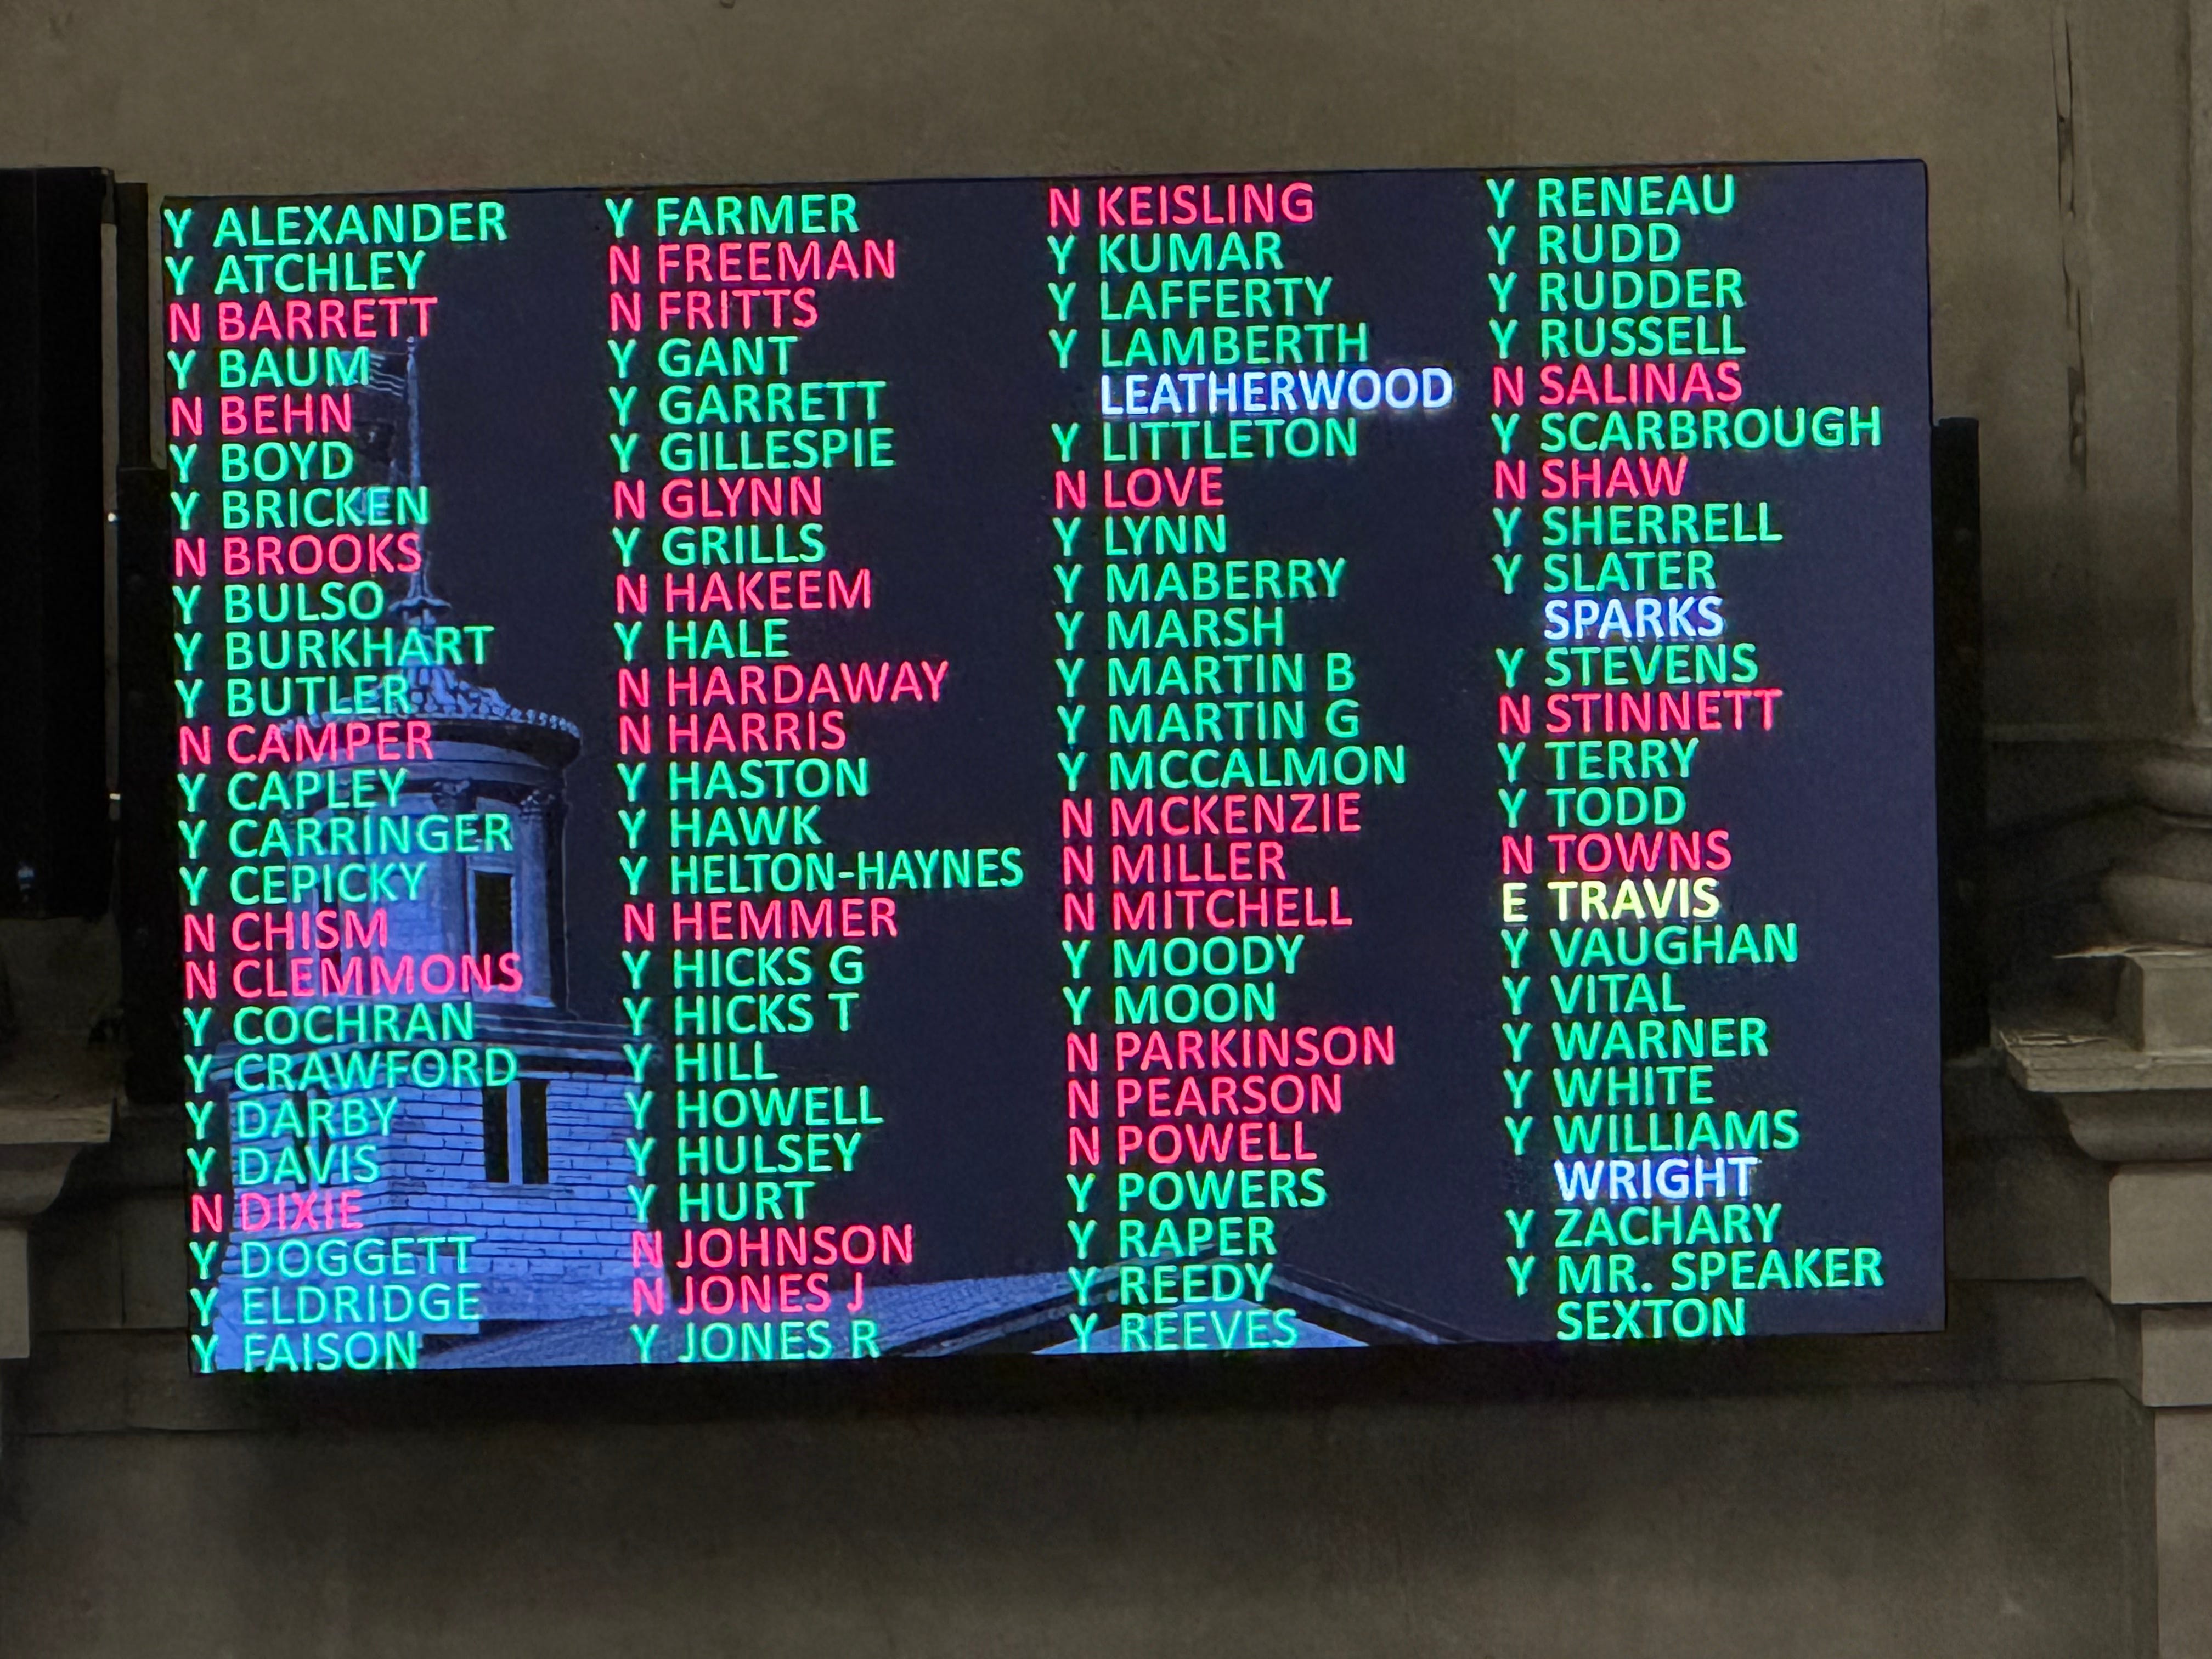 Y ALEXANDER
Y ATCHLEY
N BARRETT
Y BAUM
N BEHN
Y BOYD
Y BRICKEN
N BROOKS
Y BULSO
Y BURKHART
Y BUTLER
N CAMPER
Y CAPLEY
Y CARRINGER
Y CEPICKY
N CHISM
N CLEMMONS
Y COCHRAN
Y CRAWFORD
Y DARBY
Y DAVIS
N DIXIE
Y DOGGETT
Y ELDRIDGE
Y FAISON
Y FARMER
N FREEMAN
N FRITTS
Y GANT
Y GARRETT
Y GILLESPIE
N GLYNN
Y GRILLS
N HAKEEM
Y HALE
N HARDAWAY
N HARRIS
Y HASTON
Y HAWK
Y HELTON-HAYNES
N HEMMER
Y HICKS G
Y HICKS T
Y HILL
Y HOWELL
Y HULSEY
Y HURT
N JOHNSON
N JONES J
Y JONES R
N KEISLING
Y KUMAR
Y LAFFERTY
Y LAMBERTH
LEATHERWOOD
Y LITTLETON
N LOVE
Y LYNN
Y MABERRY
Y MARSH
Y MARTIN B
Y MARTIN G
Y MCCALMON
N MCKENZIE
N MILLER
N MITCHELL
Y MOODY
Y MOON
N PARKINSON
N PEARSON
N POWELL
Y POWERS
Y RAPER
Y REEDY
Y REEVES
Y RENEAU
Y RUDD
Y RUDDER
Y RUSSELL
N SALINAS
Y SCARBROUGH
N SHAW
Y SHERRELL
Y SLATER
SPARKS
Y STEVENS
N STINNETT
Y TERRY
Y TODD
N TOWNS
E TRAVIS
Y VAUGHAN
Y VITAL
Y WARNER
Y WHITE
Y WILLIAMS
WRIGHT
Y ZACHARY
Y MR. SPEAKER
SEXTON